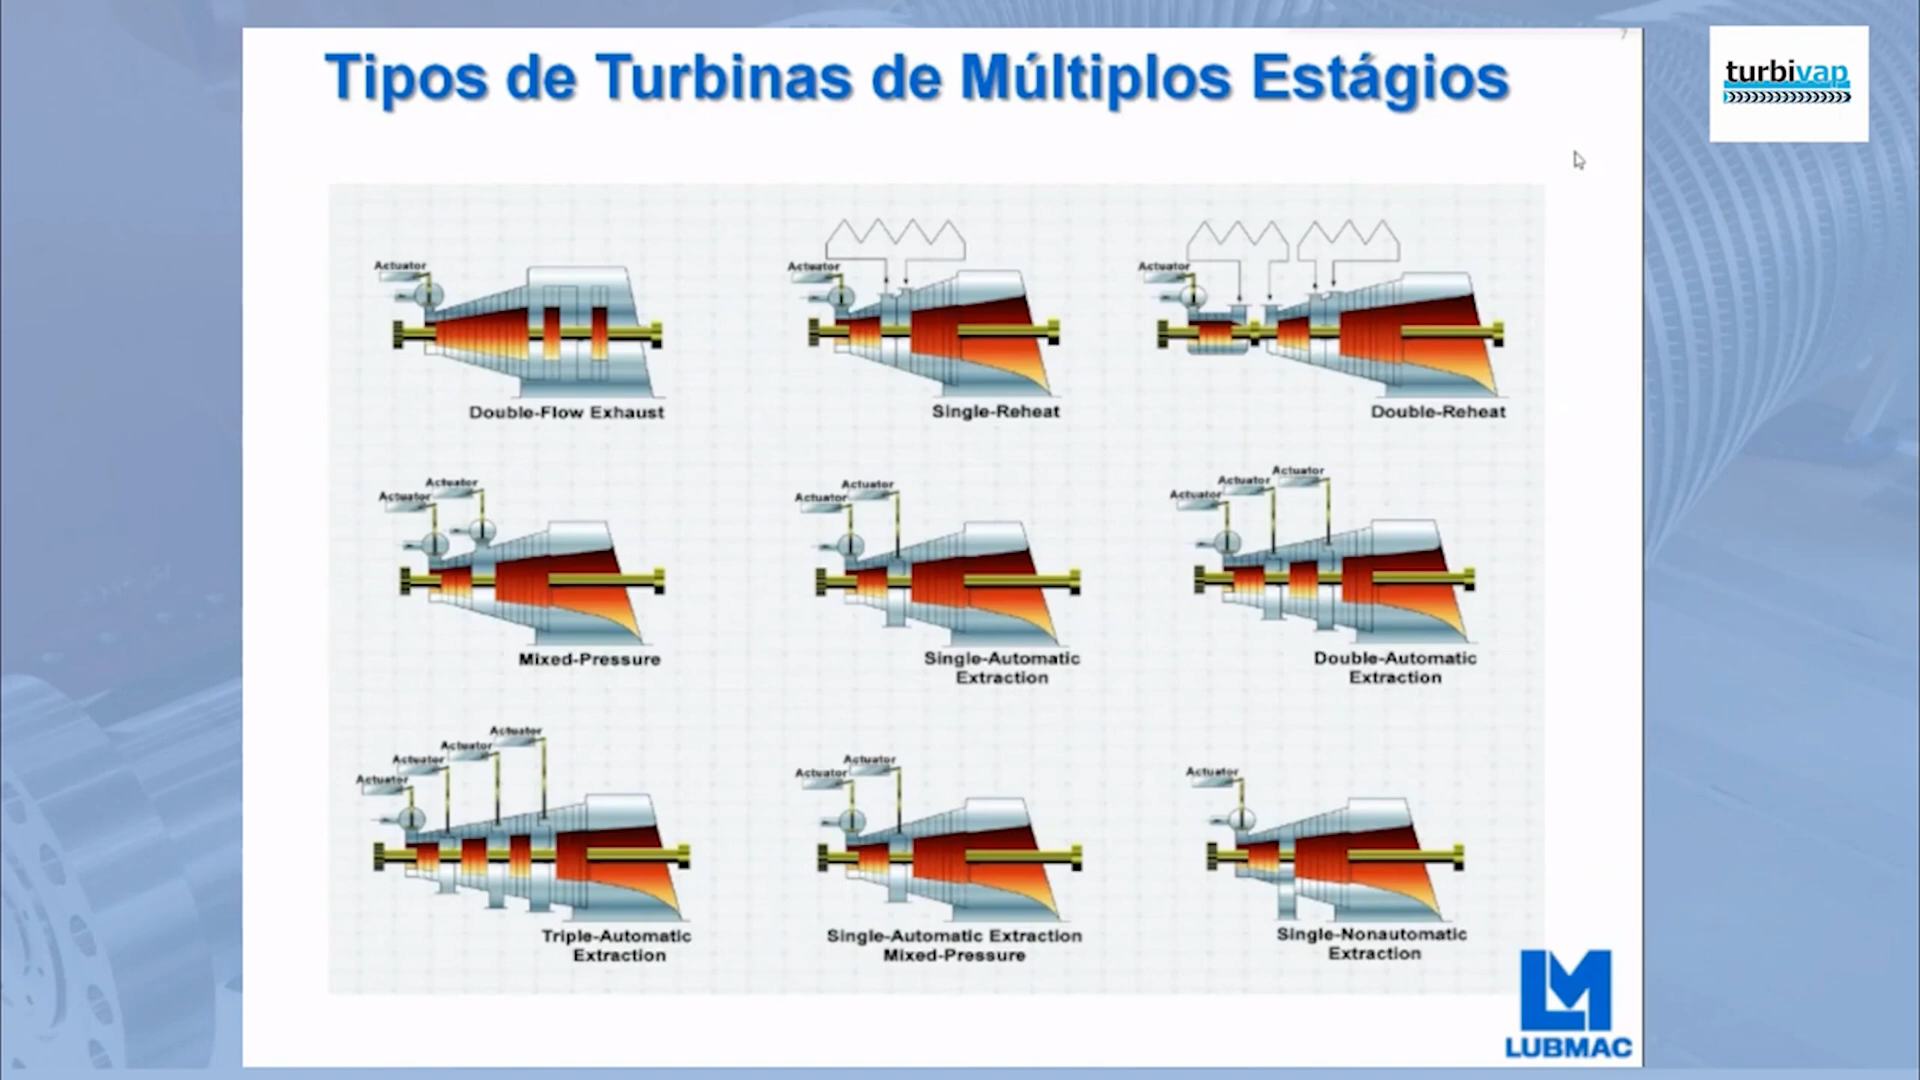 Tipos de Turbinas de Múltiplos Estágios
turbivap
Actuator
Double-Flow Exhaust
Actuator
Single-Reheat
Actuator
Double-Reheat
Actuator
Actuator
Mixed-Pressure
Actuator
Actuator
Single-Automatic
Extraction
Actuator
Actuator
Actuator
Double-Automatic
Extraction
Actuator
Actuator
Actuator
Actuator
Triple-Automatic
Extraction
Actuator
Actuator
Single-Automatic Extraction
Mixed-Pressure
Actuator
Single-Nonautomatic
Extraction
LM
LUBMAC